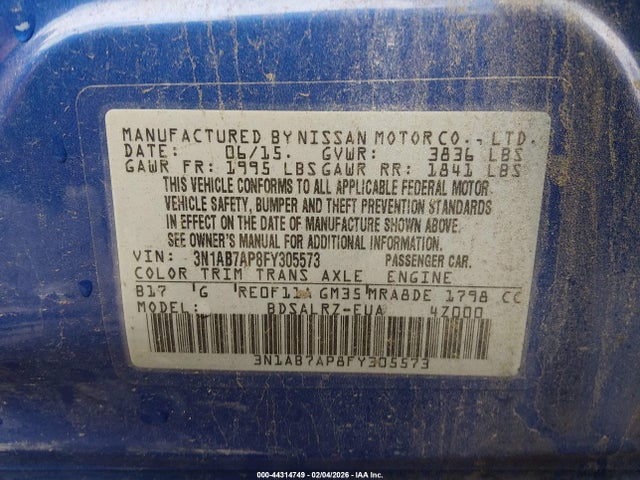 MANUFACTURED BY NISSAN MOTOR CO., LTD.
DATE: 06/15. GVWR: 3836 LBS
GAWR FR: 1995 LBS GAWR RR: 1841 LBS
THIS VEHICLE CONFORMS TO ALL APPLICABLE FEDERAL MOTOR
VEHICLE SAFETY, BUMPER AND THEFT PREVENTION STANDARDS
IN EFFECT ON THE DATE OF MANUFACTURE SHOWN ABOVE.
SEE OWNER'S MANUAL FOR ADDITIONAL INFORMATION.
VIN: 3N1AB7AP8FY305573 PASSENGER CAR.
COLOR TRIM TRANS AXLE ENGINE
B17 G RE0F11A GM35 MRA8DE 1798 CC
MODEL: BDSALRZ-EUA 4Z000
3N1AB7AP8FY305573
000-44314749 - 02/04/2026 - IAA Inc.